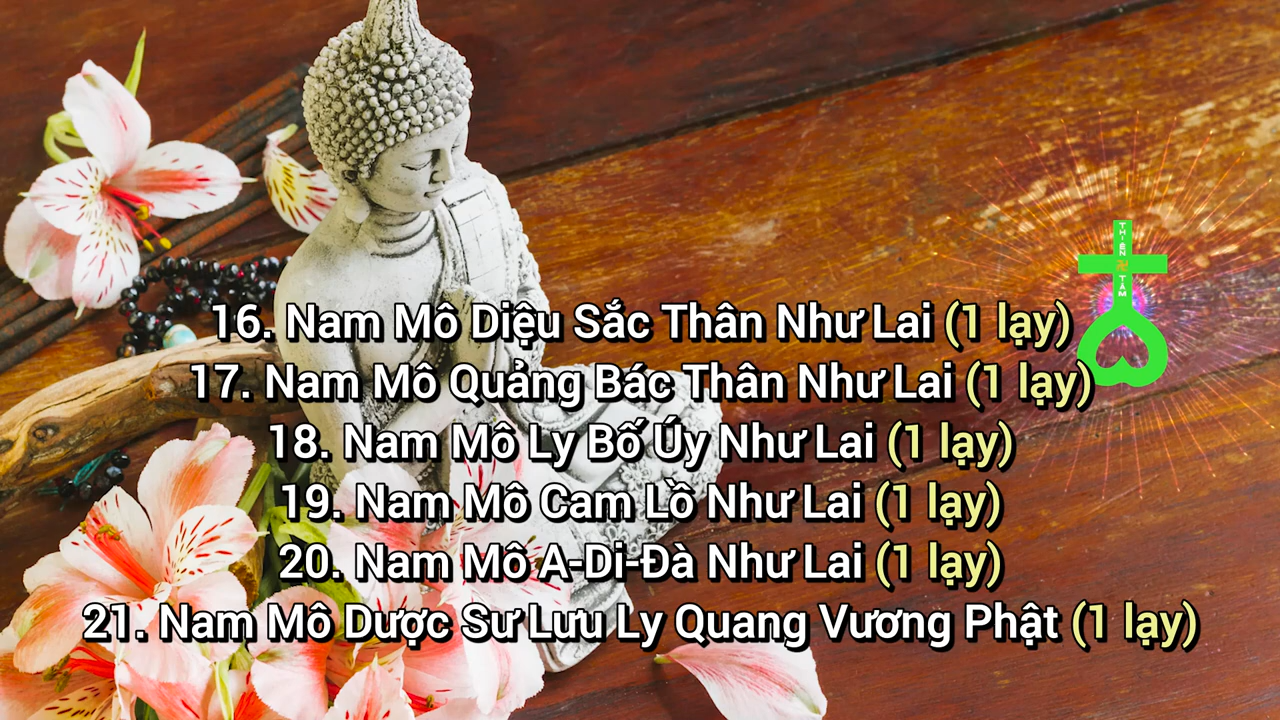 THIÊN
卍
TÂM
16. Nam Mô Diệu Sắc Thân Như Lai (1 lạy)
17. Nam Mô Quảng Bác Thân Như Lai (1 lạy)
18. Nam Mô Ly Bố Úy Như Lai (1 lạy)
19. Nam Mô Cam Lồ Như Lai (1 lạy)
20. Nam Mô A-Di-Đà Như Lai (1 lạy)
21. Nam Mô Dược Sư Lưu Ly Quang Vương Phật (1 lạy)